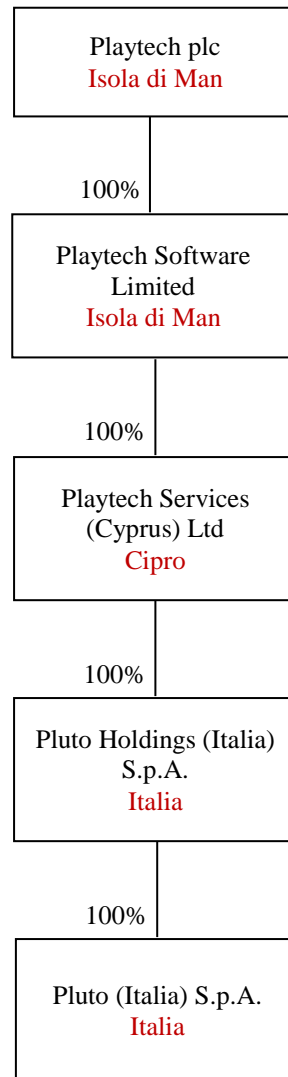 Playtech plc
Isola di Man
100%
Playtech Software
Limited
Isola di Man
100%
Playtech Services
(Cyprus) Ltd
Cipro
100%
Pluto Holdings (Italia)
S.p.A.
Italia
100%
Pluto (Italia) S.p.A.
Italia